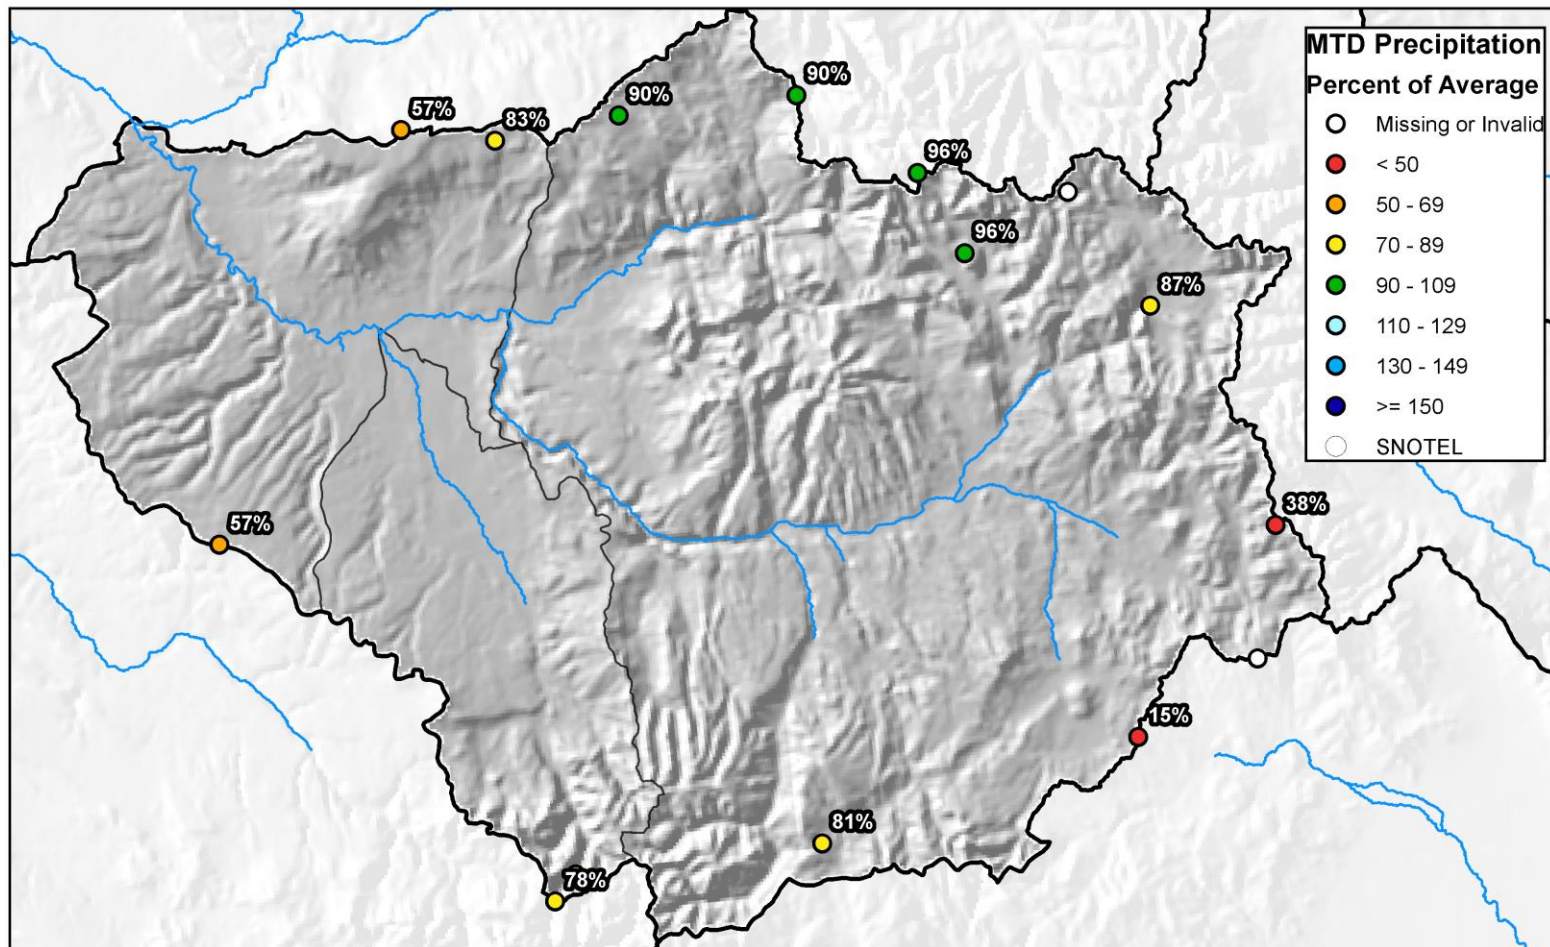 MTD Precipitation
Percent of Average
Missing or Invalid
< 50
50 - 69
70 - 89
90 - 109
110 - 129
130 - 149
>= 150
SNOTEL
90%
90%
57%
83%
96%
96%
87%
38%
57%
15%
81%
78%